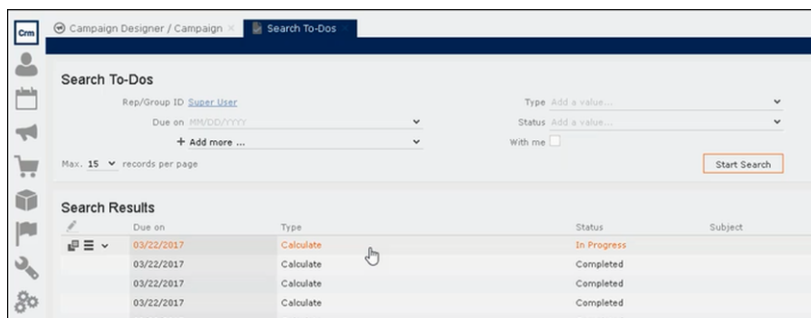 Crm
Campaign Designer / Campaign ×
Search To-Dos ×
Search To-Dos
Rep/Group ID Super User
Type Add a value...
Due on MM/DD/YYYY
Status Add a value...
+ Add more ...
With me
Max. 15 records per page
Start Search
Search Results
Due on Type Status Subject
03/22/2017 Calculate In Progress
03/22/2017 Calculate Completed
03/22/2017 Calculate Completed
03/22/2017 Calculate Completed